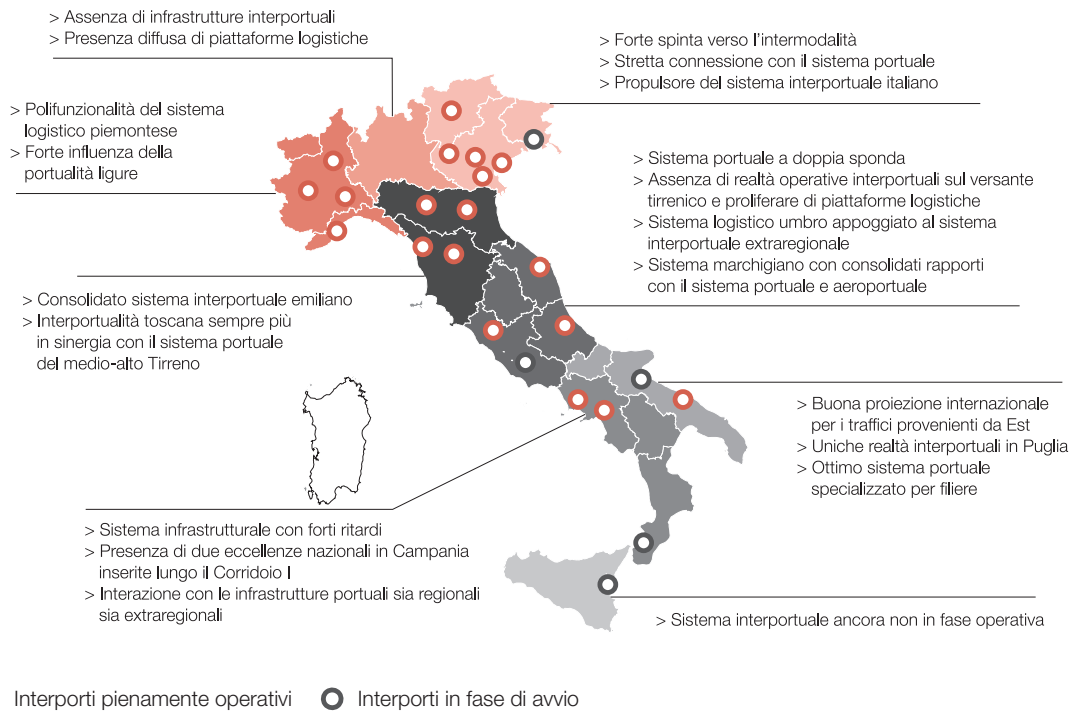 > Assenza di infrastrutture interportuali
> Presenza diffusa di piattaforme logistiche
> Forte spinta verso l'intermodalità
> Stretta connessione con il sistema portuale
> Propulsore del sistema interportuale italiano
> Polifunzionalità del sistema
logistico piemontese
> Forte influenza della
portualità ligure
> Sistema portuale a doppia sponda
> Assenza di realtà operative interportuali sul versante
tirrenico e proliferare di piattaforme logistiche
> Sistema logistico umbro appoggiato al sistema
interportuale extraregionale
> Sistema marchigiano con consolidati rapporti
con il sistema portuale e aeroportuale
> Consolidato sistema interportuale emiliano
> Interportualità toscana sempre più
in sinergia con il sistema portuale
del medio-alto Tirreno
> Buona proiezione internazionale
per i traffici provenienti da Est
> Uniche realtà interportuali in Puglia
> Ottimo sistema portuale
specializzato per filiere
> Sistema infrastrutturale con forti ritardi
> Presenza di due eccellenze nazionali in Campania
inserite lungo il Corridoio I
> Interazione con le infrastrutture portuali sia regionali
sia extraregionali
> Sistema interportuale ancora non in fase operativa
Interporti pienamente operativi
Interporti in fase di avvio